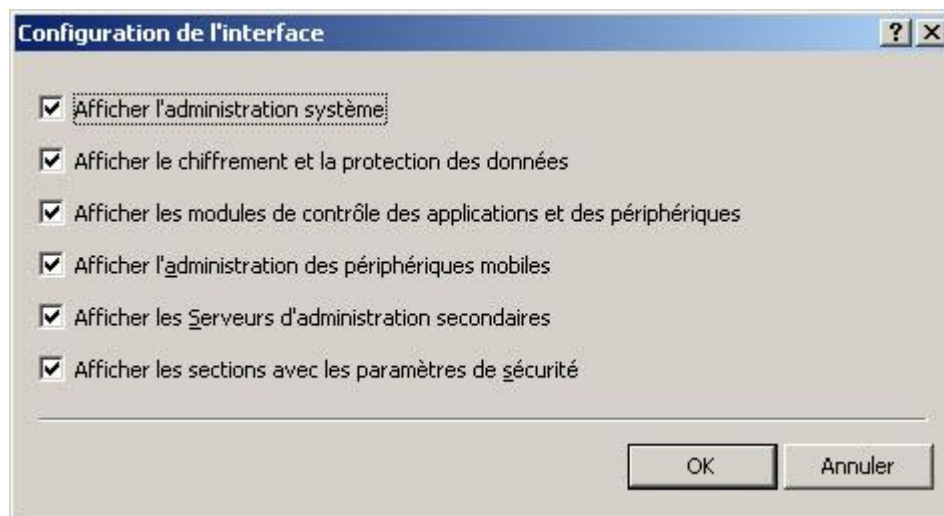 Configuration de l'interface
Afficher l'administration système
Afficher le chiffrement et la protection des données
Afficher les modules de contrôle des applications et des périphériques
Afficher l'administration des périphériques mobiles
Afficher les Serveurs d'administration secondaires
Afficher les sections avec les paramètres de sécurité
OK
Annuler